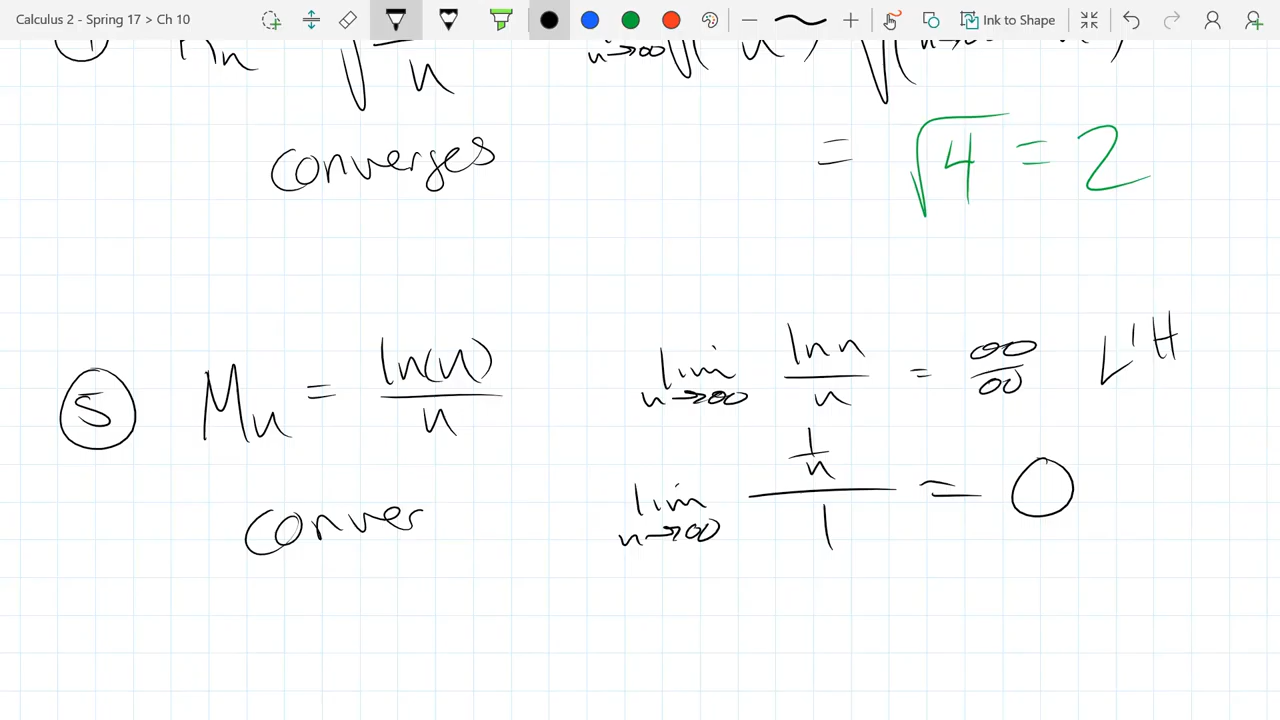 Calculus 2 - Spring 17 > Ch 10
Ink to Shape
n
n→∞
converges
= √4 = 2
5 Mn = ln(n)/n
lim n→∞ ln n/n = ∞/∞ L'H
conver
lim n→∞ (1/n)/1 = 0